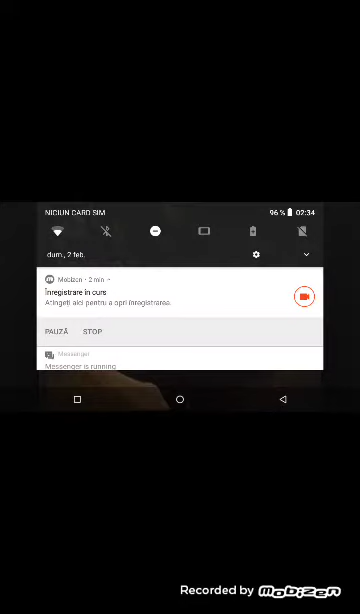 NICIUN CARD SIM 96 % 02:34
dum., 2 feb.
Mobizen • 2 min
Înregistrare în curs
Atingeți aici pentru a opri înregistrarea.
PAUZĂ STOP
Messenger
Messenger is running
Recorded by mobizen